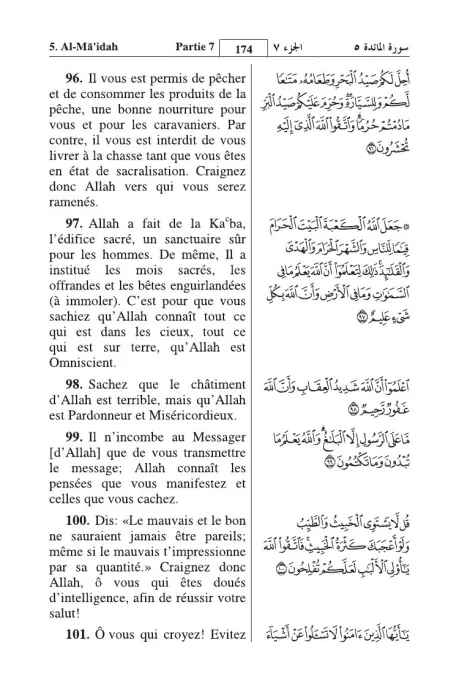 5. Al-Mā'idah Partie 7 174 الجزء ٧ سورة المائدة ٥
96. Il vous est permis de pêcher
et de consommer les produits de la
pêche, une bonne nourriture pour
vous et pour les caravaniers. Par
contre, il vous est interdit de vous
livrer à la chasse tant que vous êtes
en état de sacralisation. Craignez
donc Allah vers qui vous serez
ramenés.
97. Allah a fait de la Kaʿba,
l'édifice sacré, un sanctuaire sûr
pour les hommes. De même, Il a
institué les mois sacrés, les
offrandes et les bêtes enguirlandées
(à immoler). C'est pour que vous
sachiez qu'Allah connaît tout ce
qui est dans les cieux, tout ce
qui est sur terre, qu'Allah est
Omniscient.
98. Sachez que le châtiment
d'Allah est terrible, mais qu'Allah
est Pardonneur et Miséricordieux.
99. Il n'incombe au Messager
[d'Allah] que de vous transmettre
le message; Allah connaît les
pensées que vous manifestez et
celles que vous cachez.
100. Dis: «Le mauvais et le bon
ne sauraient jamais être pareils;
même si le mauvais t'impressionne
par sa quantité.» Craignez donc
Allah, ô vous qui êtes doués
d'intelligence, afin de réussir votre
salut!
101. Ô vous qui croyez! Evitez
أُحِلَّ لَكُمْ صَيْدُ ٱلْبَحْرِ وَطَعَامُهُۥ مَتَٰعًا
لَّكُمْ وَلِلسَّيَّارَةِ ۖ وَحُرِّمَ عَلَيْكُمْ صَيْدُ ٱلْبَرِّ
مَا دُمْتُمْ حُرُمًا ۗ وَٱتَّقُوا۟ ٱللَّهَ ٱلَّذِىٓ إِلَيْهِ
تُحْشَرُونَ ٩٦
۞ جَعَلَ ٱللَّهُ ٱلْكَعْبَةَ ٱلْبَيْتَ ٱلْحَرَامَ
قِيَٰمًا لِّلنَّاسِ وَٱلشَّهْرَ ٱلْحَرَامَ وَٱلْهَدْىَ
وَٱلْقَلَٰٓئِدَ ۚ ذَٰلِكَ لِتَعْلَمُوٓا۟ أَنَّ ٱللَّهَ يَعْلَمُ مَا فِى
ٱلسَّمَٰوَٰتِ وَمَا فِى ٱلْأَرْضِ وَأَنَّ ٱللَّهَ بِكُلِّ
شَىْءٍ عَلِيمٌ ٩٧
ٱعْلَمُوٓا۟ أَنَّ ٱللَّهَ شَدِيدُ ٱلْعِقَابِ وَأَنَّ ٱللَّهَ
غَفُورٌ رَّحِيمٌ ٩٨
مَّا عَلَى ٱلرَّسُولِ إِلَّا ٱلْبَلَٰغُ ۗ وَٱللَّهُ يَعْلَمُ مَا
تُبْدُونَ وَمَا تَكْتُمُونَ ٩٩
قُل لَّا يَسْتَوِى ٱلْخَبِيثُ وَٱلطَّيِّبُ
وَلَوْ أَعْجَبَكَ كَثْرَةُ ٱلْخَبِيثِ ۚ فَٱتَّقُوا۟ ٱللَّهَ
يَٰٓأُو۟لِى ٱلْأَلْبَٰبِ لَعَلَّكُمْ تُفْلِحُونَ ١٠٠
يَٰٓأَيُّهَا ٱلَّذِينَ ءَامَنُوا۟ لَا تَسْـَٔلُوا۟ عَنْ أَشْيَآءَ